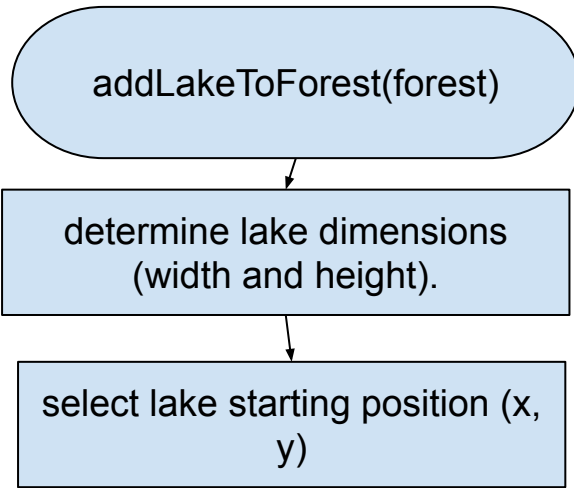 addLakeToForest(forest)
determine lake dimensions
(width and height).
select lake starting position (x,
y)